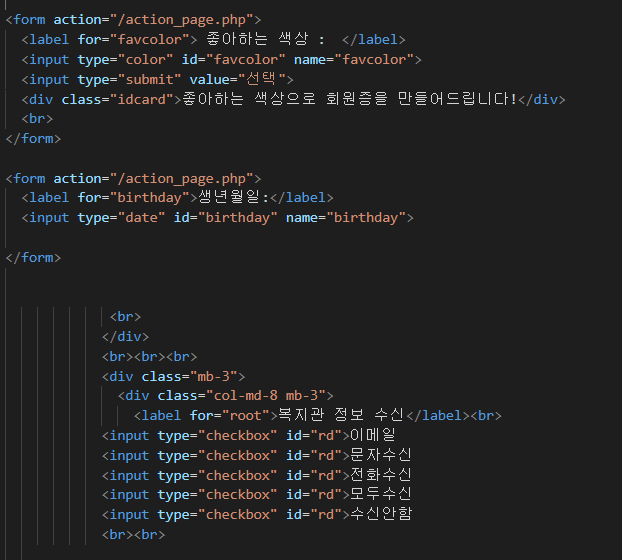 <form action="/action_page.php">
<label for="favcolor"> 좋아하는 색상 :  </label>
<input type="color" id="favcolor" name="favcolor">
<input type="submit" value="선택">
<div class="idcard">좋아하는 색상으로 회원증을 만들어드립니다!</div>
<br>
</form>
<form action="/action_page.php">
<label for="birthday">생년월일:</label>
<input type="date" id="birthday" name="birthday">
</form>
<br>
</div>
<br><br><br>
<div class="mb-3">
<div class="col-md-8 mb-3">
<label for="root">복지관 정보 수신</label><br>
<input type="checkbox" id="rd">이메일
<input type="checkbox" id="rd">문자수신
<input type="checkbox" id="rd">전화수신
<input type="checkbox" id="rd">모두수신
<input type="checkbox" id="rd">수신안함
<br><br>